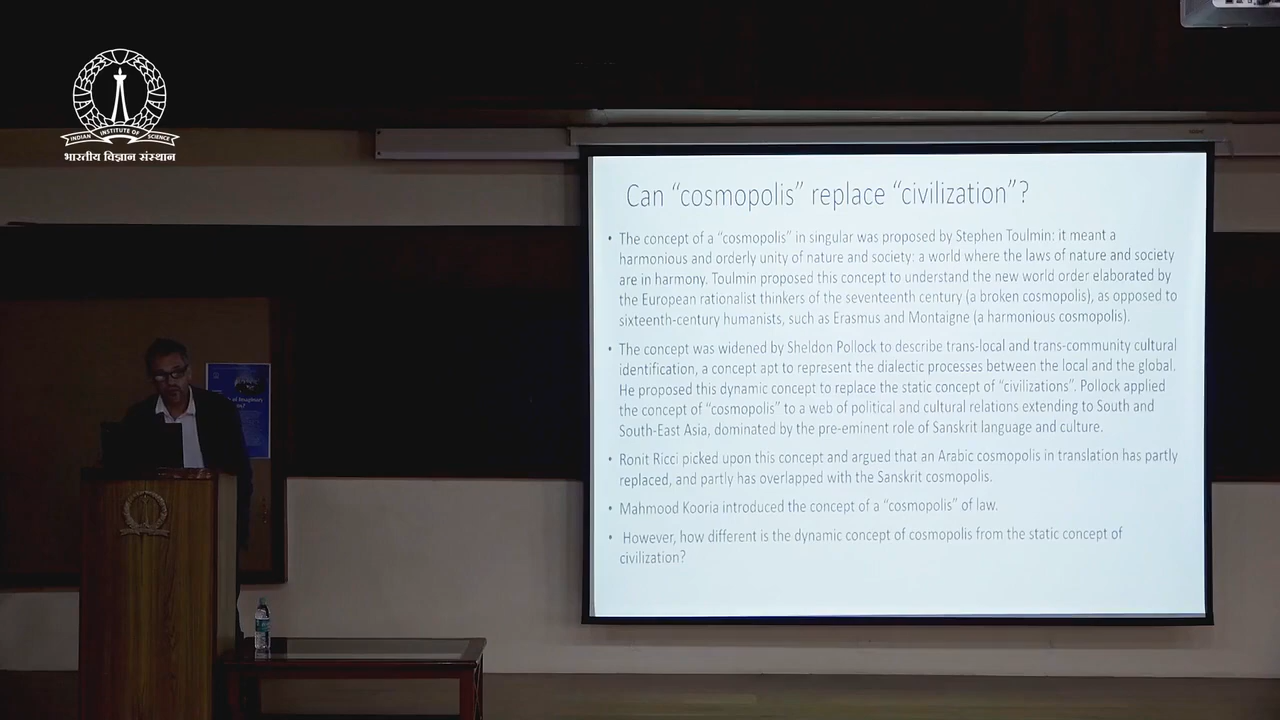 INDIAN INSTITUTE OF SCIENCE
भारतीय विज्ञान संस्थान
Can “cosmopolis” replace “civilization”?
• The concept of a “cosmopolis” in singular was proposed by Stephen Toulmin: it meant a
harmonious and orderly unity of nature and society: a world where the laws of nature and society
are in harmony. Toulmin proposed this concept to understand the new world order elaborated by
the European rationalist thinkers of the seventeenth century (a broken cosmopolis), as opposed to
sixteenth-century humanists, such as Erasmus and Montaigne (a harmonious cosmopolis).
• The concept was widened by Sheldon Pollock to describe trans-local and trans-community cultural
identification, a concept apt to represent the dialectic processes between the local and the global.
He proposed this dynamic concept to replace the static concept of “civilizations”. Pollock applied
the concept of “cosmopolis” to a web of political and cultural relations extending to South and
South-East Asia, dominated by the pre-eminent role of Sanskrit language and culture.
• Ronit Ricci picked upon this concept and argued that an Arabic cosmopolis in translation has partly
replaced, and partly has overlapped with the Sanskrit cosmopolis.
• Mahmood Kooria introduced the concept of a “cosmopolis” of law.
• However, how different is the dynamic concept of cosmopolis from the static concept of
civilization?
of Imaginary